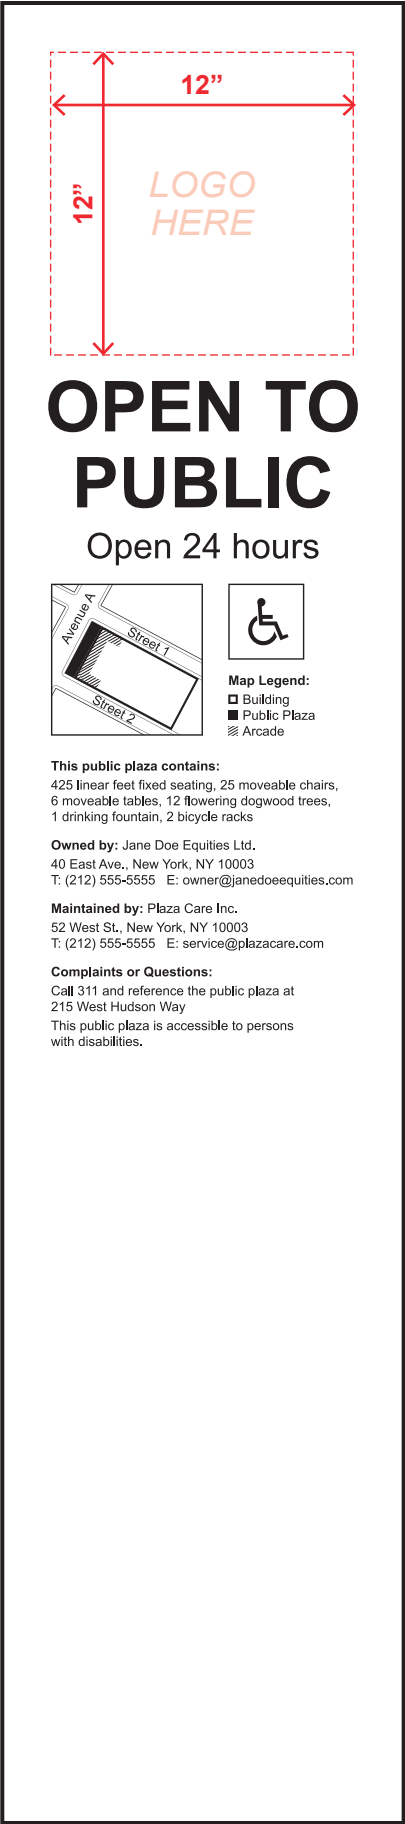 12”
12”
LOGO
HERE
OPEN TO
PUBLIC
Open 24 hours
Avenue A
Street 1
Street 2
Map Legend:
Building
Public Plaza
Arcade
This public plaza contains:
425 linear feet fixed seating, 25 moveable chairs,
6 moveable tables, 12 flowering dogwood trees,
1 drinking fountain, 2 bicycle racks
Owned by: Jane Doe Equities Ltd.
40 East Ave., New York, NY 10003
T: (212) 555-5555 E: owner@janedoeequities.com
Maintained by: Plaza Care Inc.
52 West St., New York, NY 10003
T: (212) 555-5555 E: service@plazacare.com
Complaints or Questions:
Call 311 and reference the public plaza at
215 West Hudson Way
This public plaza is accessible to persons
with disabilities.